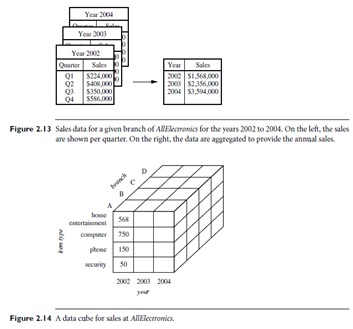 Year 2004
Year 2003
Year 2002
Quarter Sales
Q1 $224,000
Q2 $408,000
Q3 $350,000
Q4 $586,000
Year Sales
2002 $1,568,000
2003 $2,356,000
2004 $3,594,000
Figure 2.13 Sales data for a given branch of AllElectronics for the years 2002 to 2004. On the left, the sales
are shown per quarter. On the right, the data are aggregated to provide the annual sales.
branch
D
C
B
A
item type
home
entertainment 568
computer 750
phone 150
security 50
2002 2003 2004
year
Figure 2.14 A data cube for sales at AllElectronics.